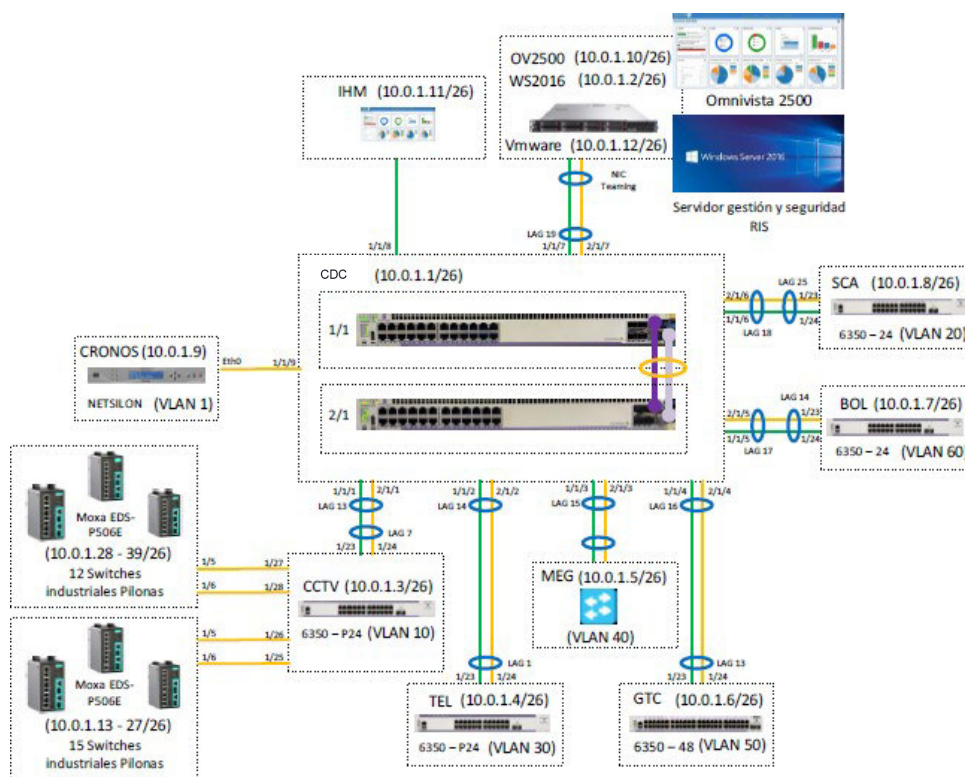 OV2500 (10.0.1.10/26)
WS2016 (10.0.1.2/26)
Vmware (10.0.1.12/26)
Omnivista 2500
Windows Server 2016
Servidor gestión y seguridad
RIS
IHM (10.0.1.11/26)
NIC
Teaming
LAG 19
1/1/8
1/1/7
2/1/7
CDC (10.0.1.1/26)
1/1
2/1
CRONOS (10.0.1.9)
NETSILON (VLAN 1)
Eth0
1/1/9
2/1/6
1/1/6
LAG 25
LAG 18
1/23
1/24
SCA (10.0.1.8/26)
6350 – 24 (VLAN 20)
2/1/5
1/1/5
LAG 14
LAG 17
1/23
1/24
BOL (10.0.1.7/26)
6350 – 24 (VLAN 60)
1/1/1
2/1/1
LAG 13
LAG 7
1/23
1/24
1/1/2
2/1/2
LAG 14
1/1/3
2/1/3
LAG 15
1/1/4
2/1/4
LAG 16
Moxa EDS-
P506E
(10.0.1.28 - 39/26)
12 Switches
industriales Pilonas
1/5
1/27
1/6
1/28
CCTV (10.0.1.3/26)
6350 – P24 (VLAN 10)
MEG (10.0.1.5/26)
(VLAN 40)
Moxa EDS-
P506E
(10.0.1.13 - 27/26)
15 Switches
industriales Pilonas
1/5
1/26
1/6
1/25
LAG 1
1/23
1/24
TEL (10.0.1.4/26)
6350 – P24 (VLAN 30)
LAG 13
1/23
1/24
GTC (10.0.1.6/26)
6350 – 48 (VLAN 50)